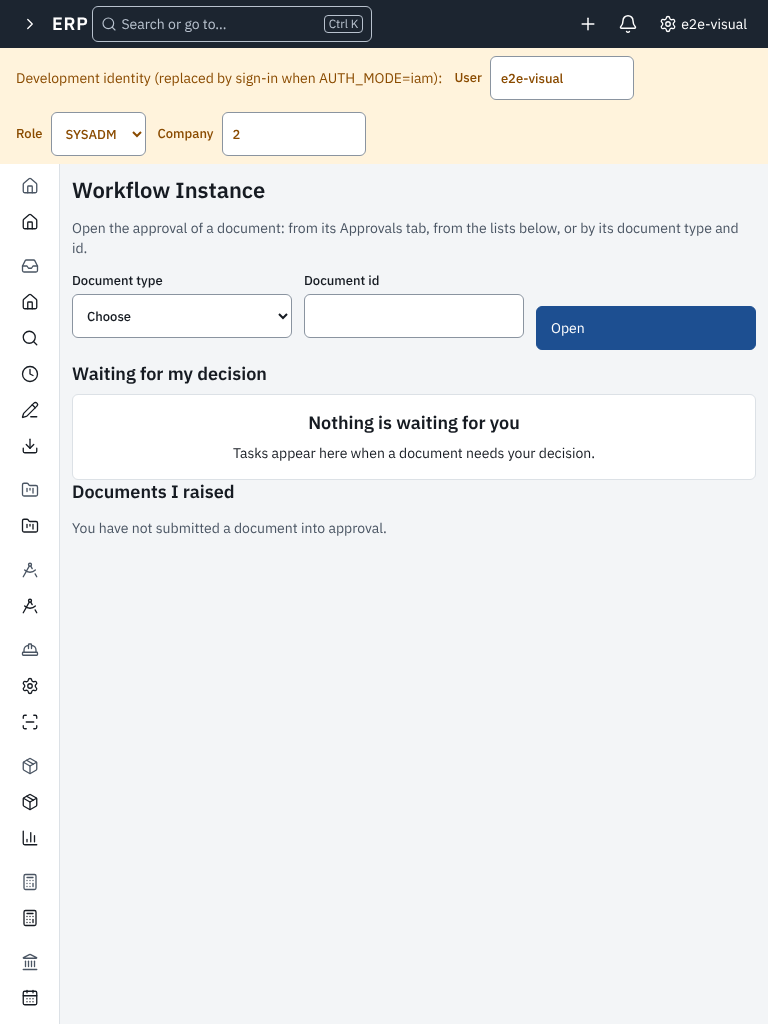 ERP
Search or go to...
Ctrl K
e2e-visual
Development identity (replaced by sign-in when AUTH_MODE=iam):
User
e2e-visual
Role
SYSADM
Company
2
Workflow Instance
Open the approval of a document: from its Approvals tab, from the lists below, or by its document type and
id.
Document type
Document id
Choose
Open
Waiting for my decision
Nothing is waiting for you
Tasks appear here when a document needs your decision.
Documents I raised
You have not submitted a document into approval.